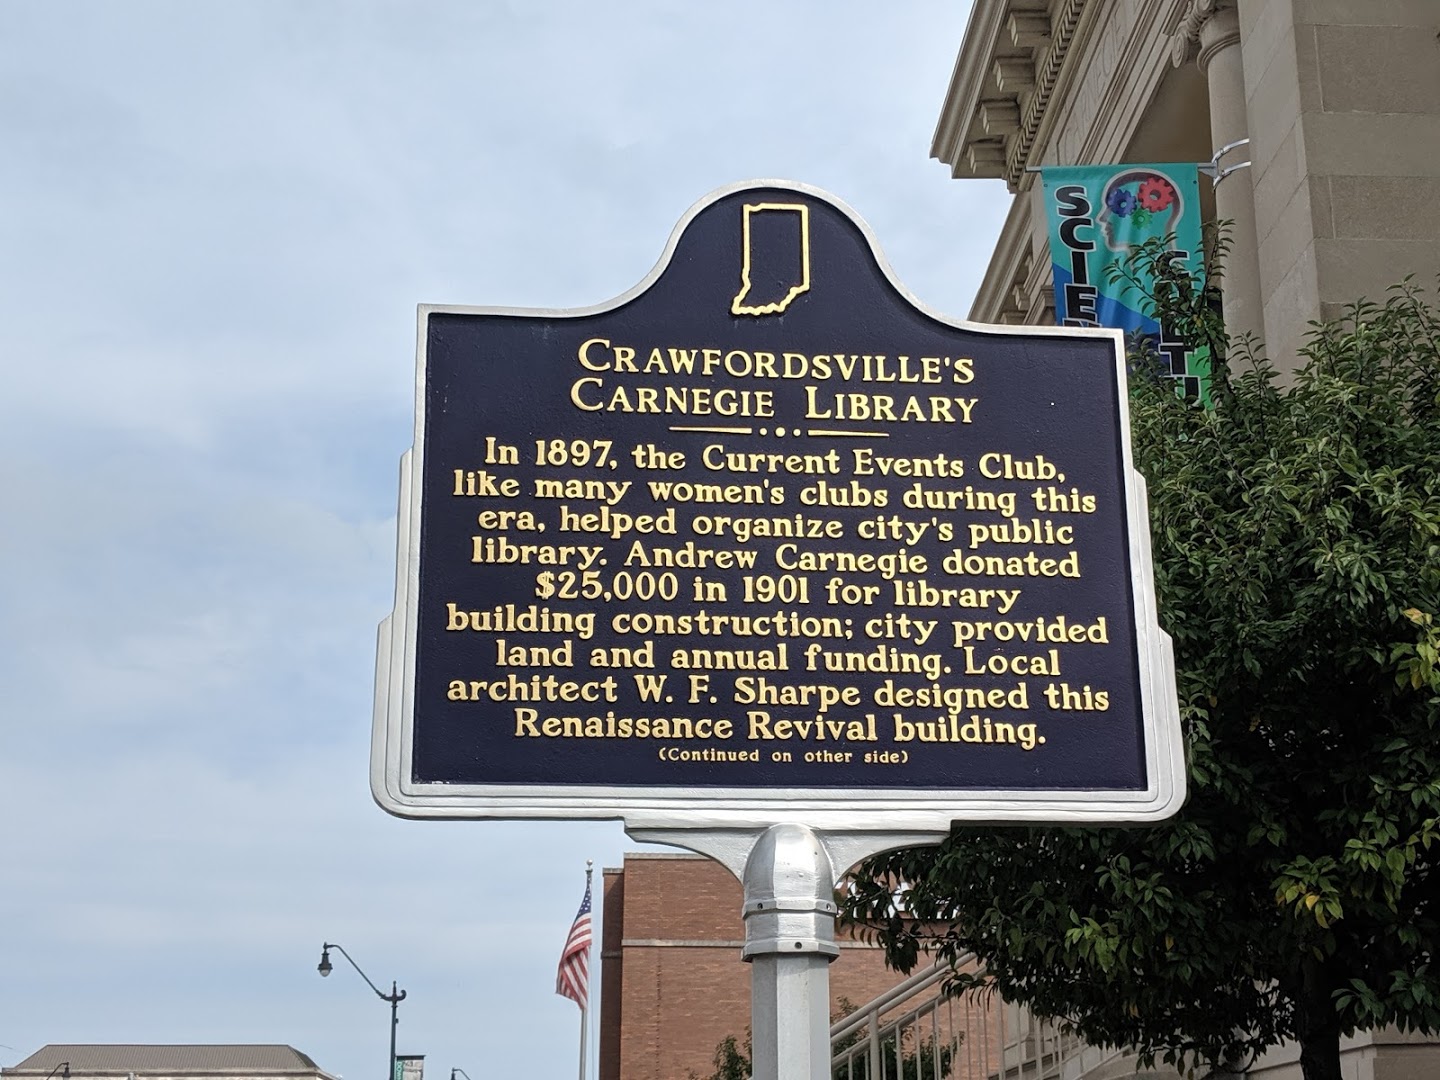 CRAWFORDSVILLE'S
CARNEGIE LIBRARY
In 1897, the Current Events Club,
like many women's clubs during this
era, helped organize city's public
library. Andrew Carnegie donated
$25,000 in 1901 for library
building construction; city provided
land and annual funding. Local
architect W. F. Sharpe designed this
Renaissance Revival building.
(Continued on other side)